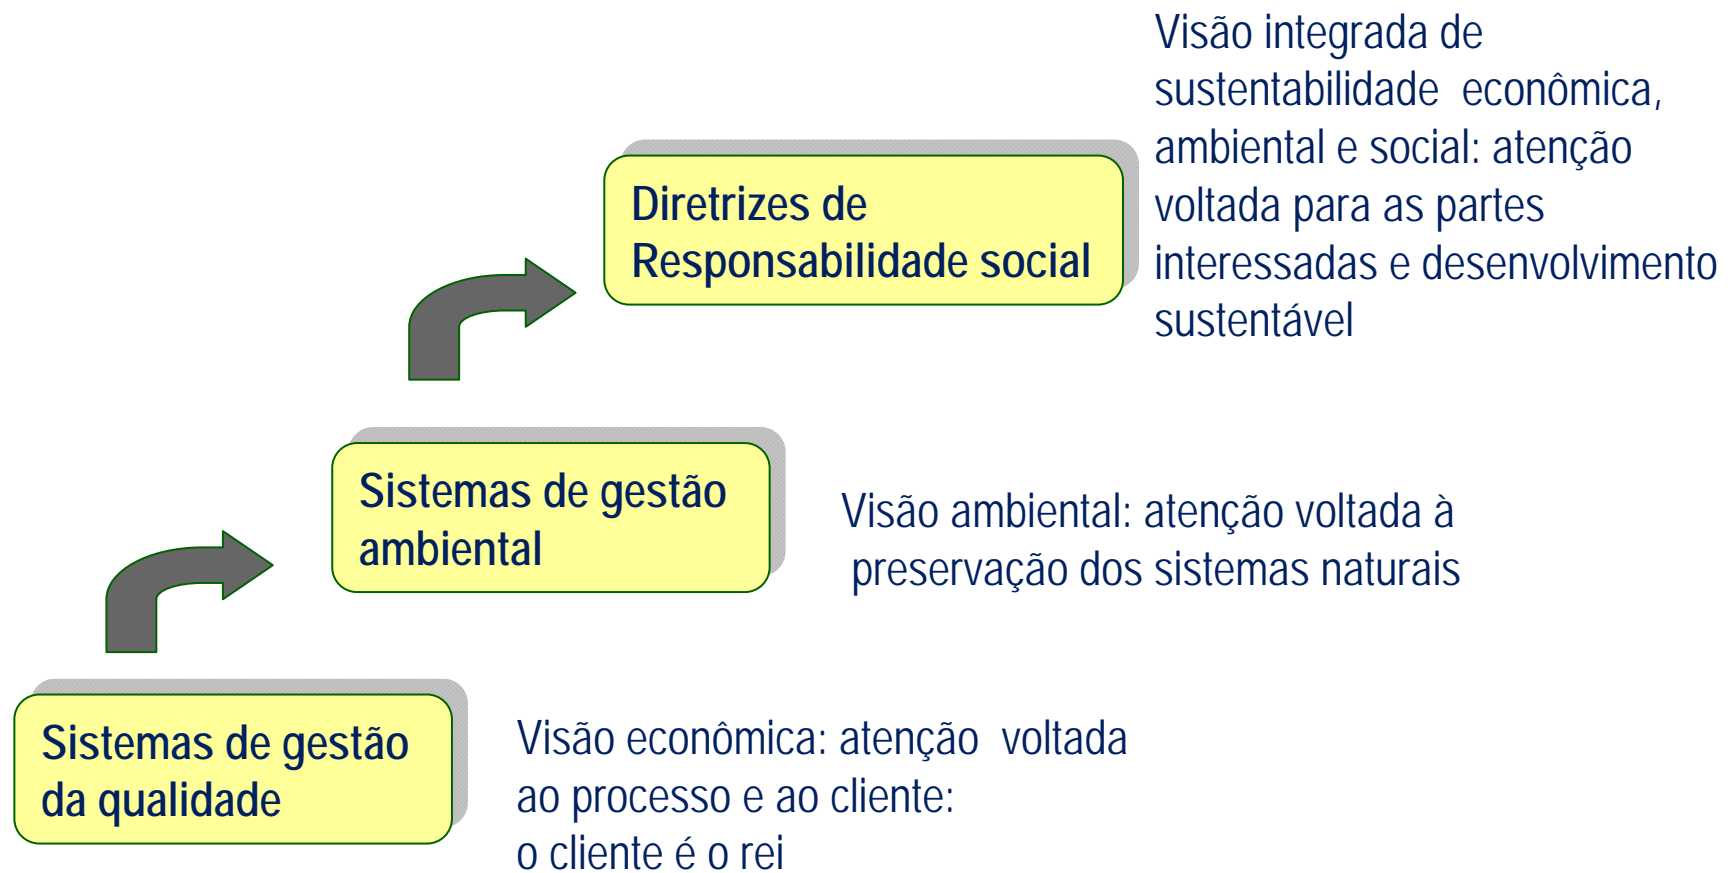 Visão integrada de
sustentabilidade econômica,
ambiental e social: atenção
voltada para as partes
interessadas e desenvolvimento
sustentável
Diretrizes de
Responsabilidade social
Sistemas de gestão
ambiental
Visão ambiental: atenção voltada à
preservação dos sistemas naturais
Sistemas de gestão
da qualidade
Visão econômica: atenção voltada
ao processo e ao cliente:
o cliente é o rei